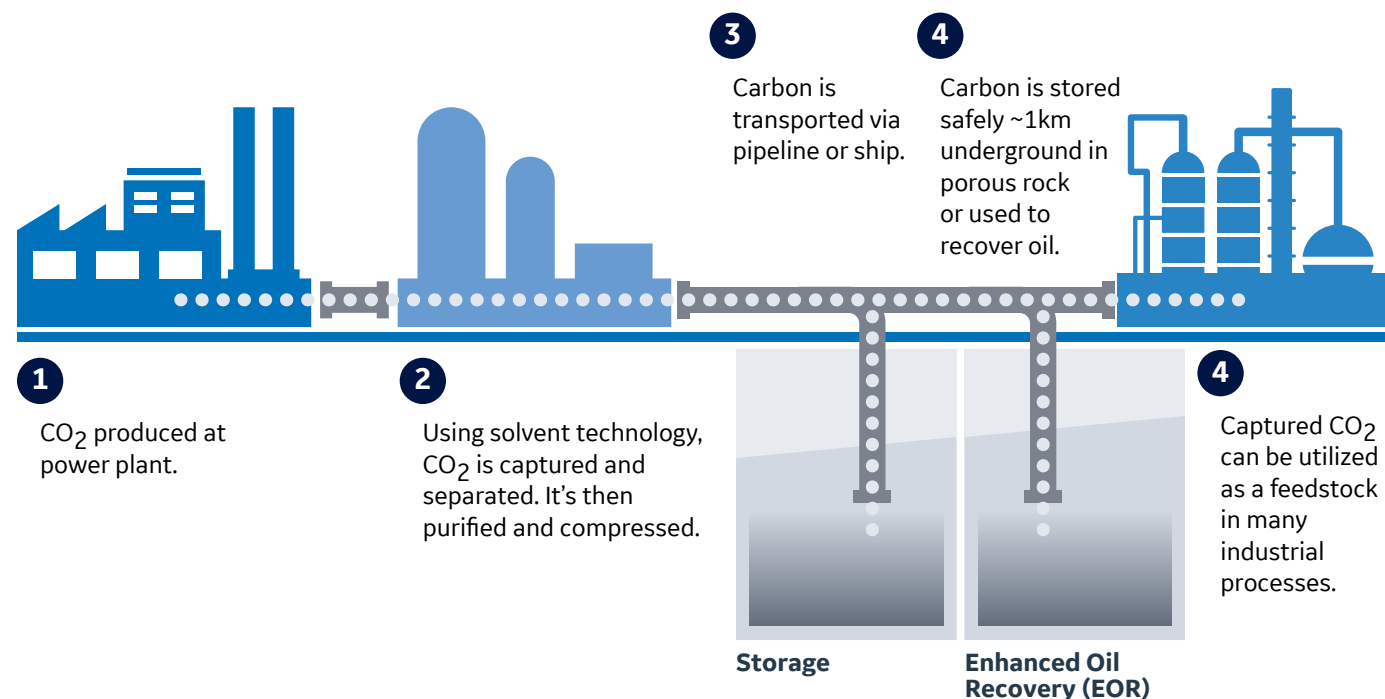 1
CO₂ produced at
power plant.
2
Using solvent technology,
CO₂ is captured and
separated. It’s then
purified and compressed.
3
Carbon is
transported via
pipeline or ship.
4
Carbon is stored
safely ~1km
underground in
porous rock
or used to
recover oil.
4
Captured CO₂
can be utilized
as a feedstock
in many
industrial
processes.
Storage
Enhanced Oil
Recovery (EOR)